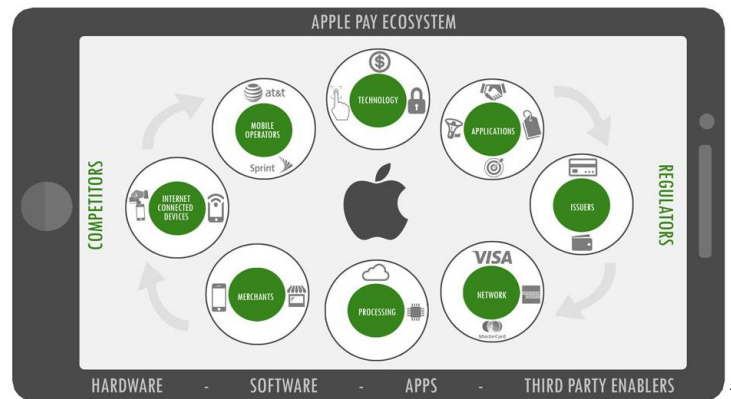 APPLE PAY ECOSYSTEM
COMPETITORS
REGULATORS
TECHNOLOGY
at&t
MOBILE
OPERATORS
Sprint
APPLICATIONS
INTERNET
CONNECTED
DEVICES
ISSUERS
MERCHANTS
PROCESSING
VISA
NETWORK
MasterCard
HARDWARE - SOFTWARE - APPS - THIRD PARTY ENABLERS